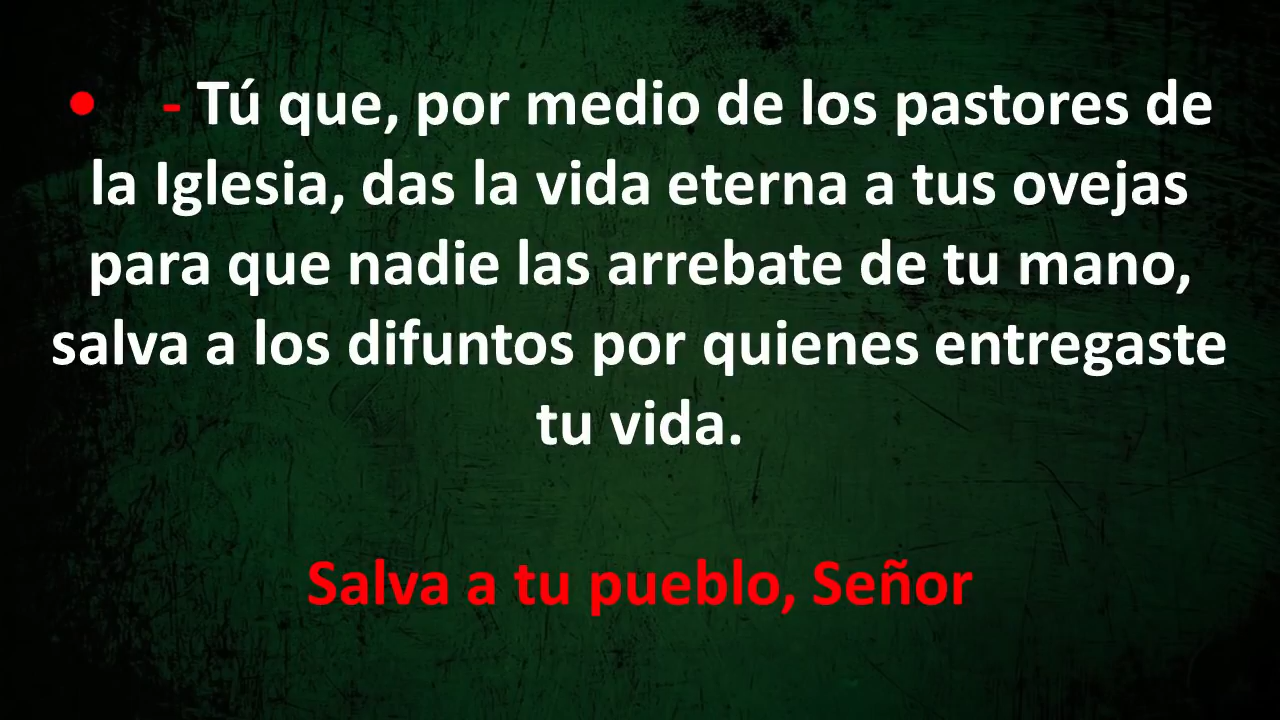 • - Tú que, por medio de los pastores de
la Iglesia, das la vida eterna a tus ovejas
para que nadie las arrebate de tu mano,
salva a los difuntos por quienes entregaste
tu vida.
Salva a tu pueblo, Señor